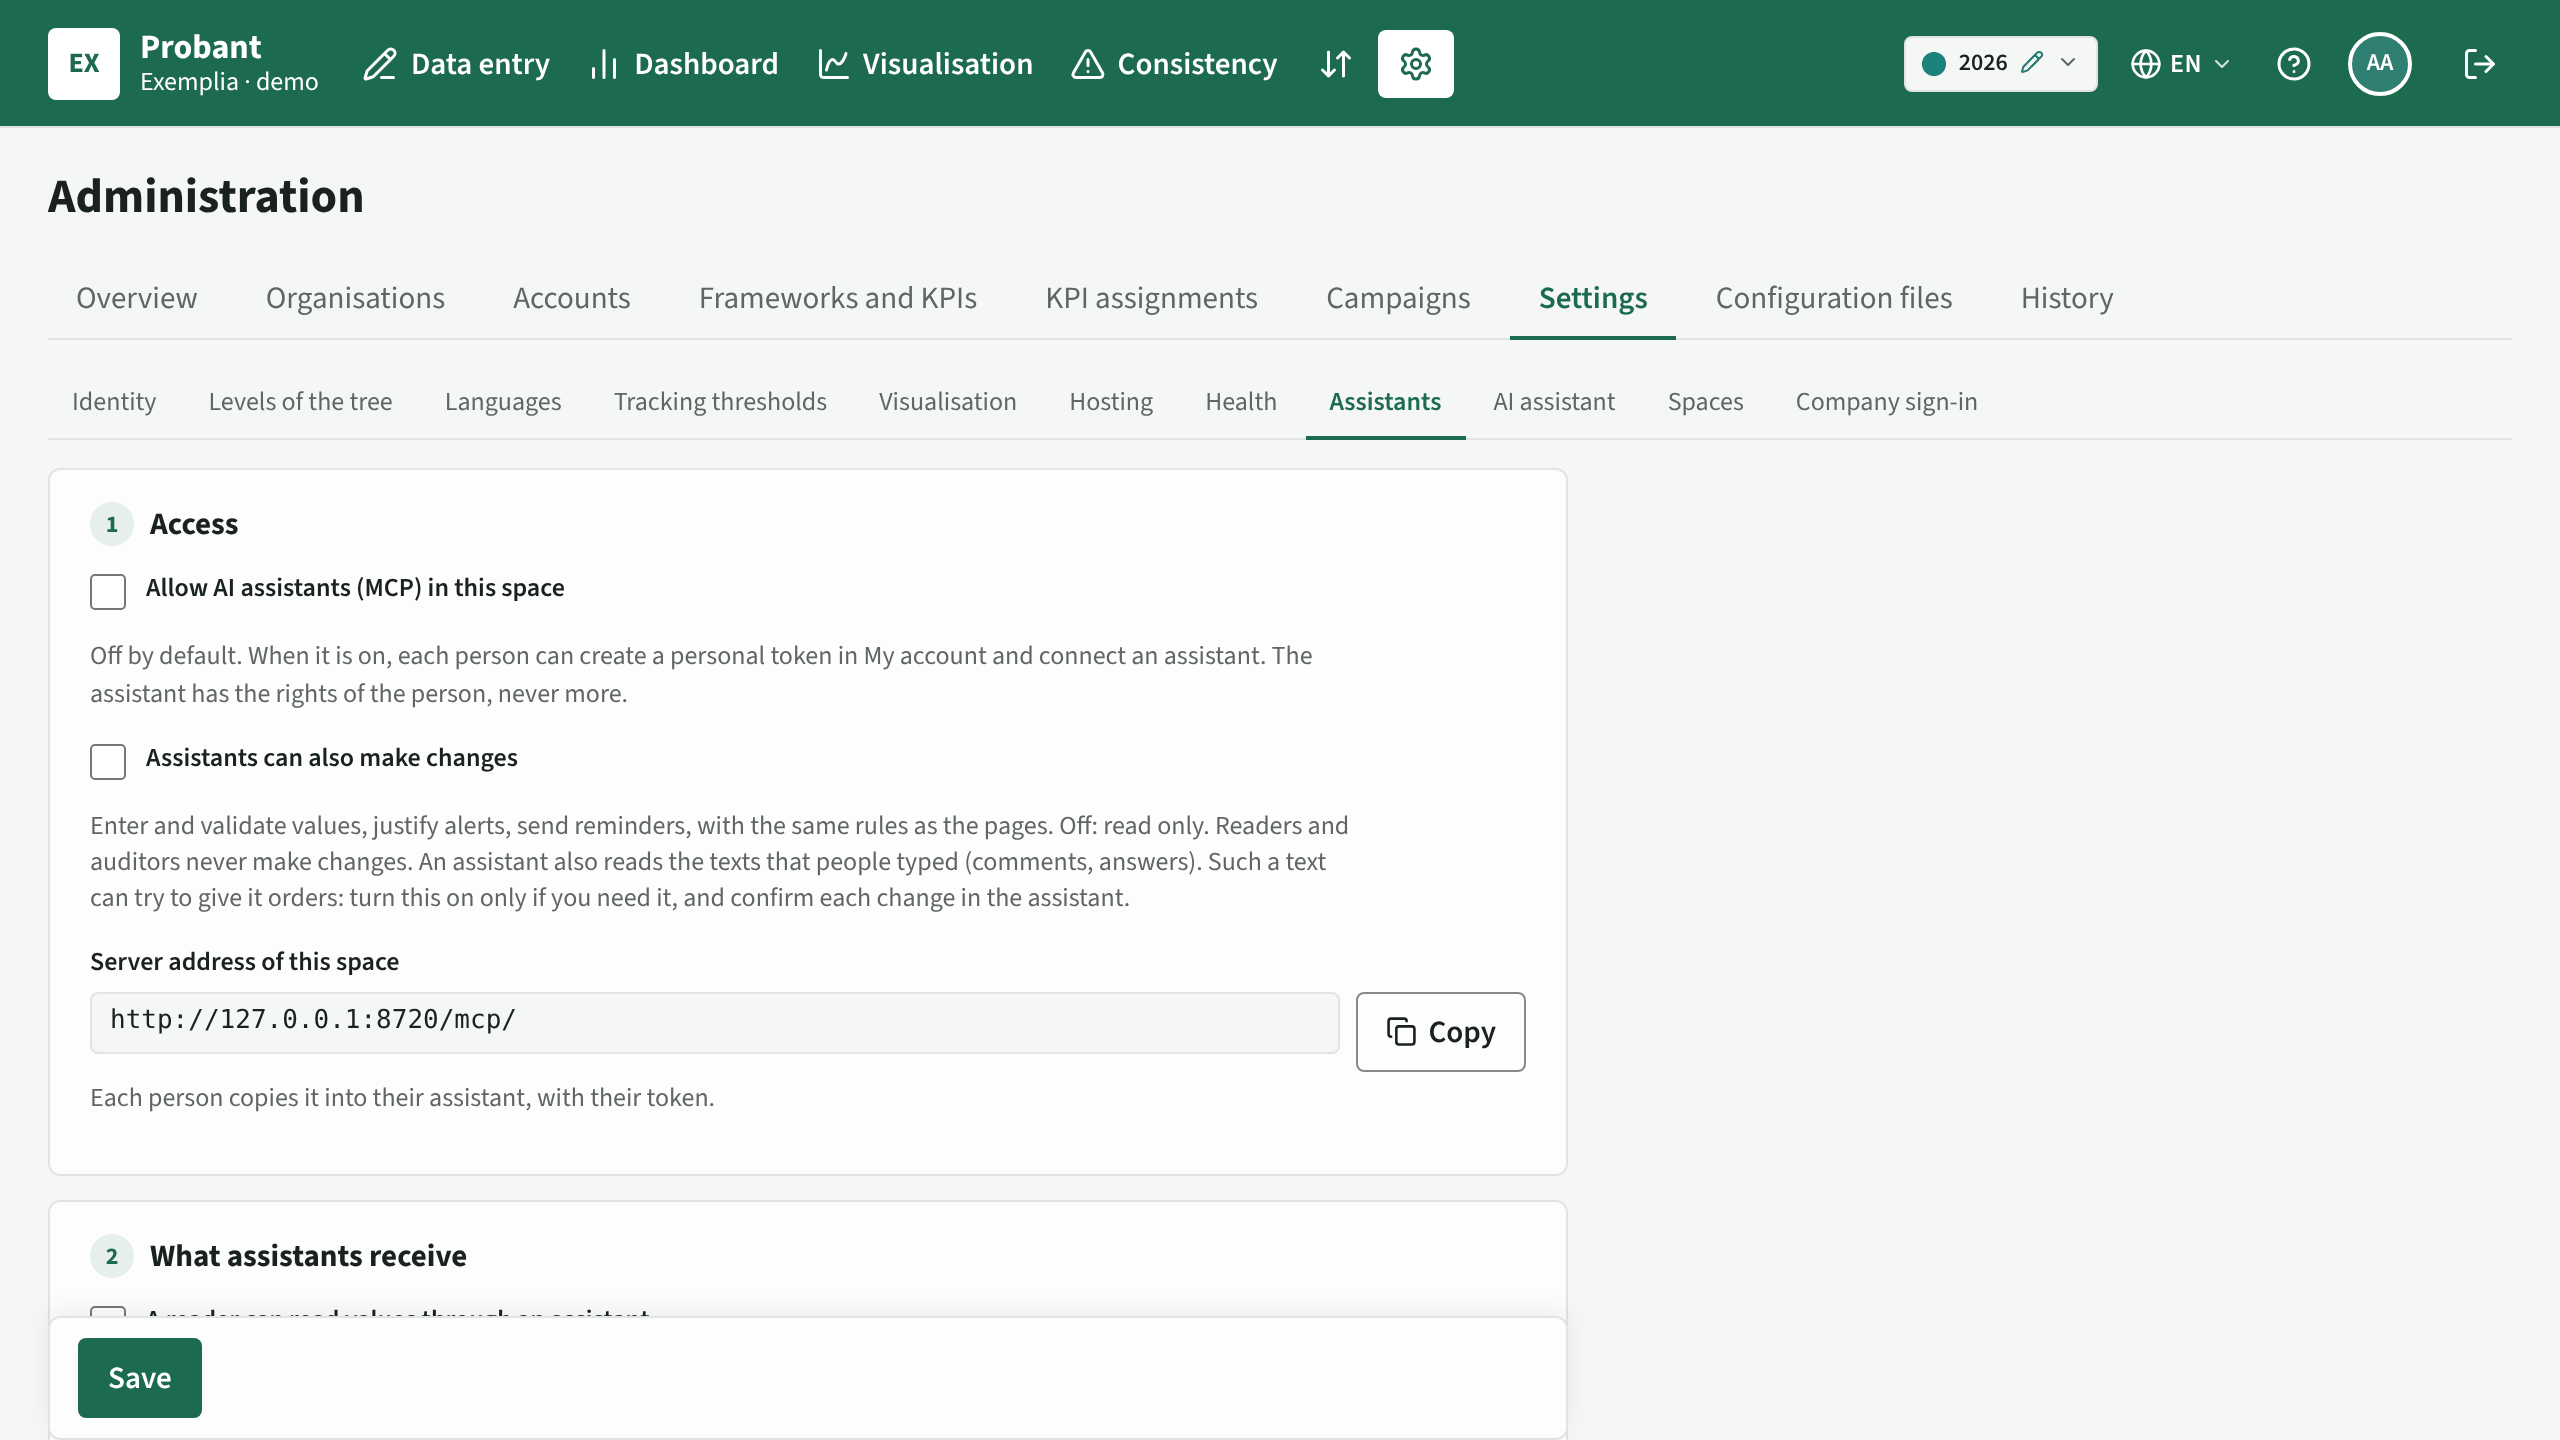 EX
Probant
Exemplia · demo
Data entry
Dashboard
Visualisation
Consistency
2026
EN
AA
Administration
Overview
Organisations
Accounts
Frameworks and KPIs
KPI assignments
Campaigns
Settings
Configuration files
History
Identity
Levels of the tree
Languages
Tracking thresholds
Visualisation
Hosting
Health
Assistants
AI assistant
Spaces
Company sign-in
1
Access
Allow AI assistants (MCP) in this space
Off by default. When it is on, each person can create a personal token in My account and connect an assistant. The
assistant has the rights of the person, never more.
Assistants can also make changes
Enter and validate values, justify alerts, send reminders, with the same rules as the pages. Off: read only. Readers and
auditors never make changes. An assistant also reads the texts that people typed (comments, answers). Such a text
can try to give it orders: turn this on only if you need it, and confirm each change in the assistant.
Server address of this space
http://127.0.0.1:8720/mcp/
Copy
Each person copies it into their assistant, with their token.
2
What assistants receive
A reader can read values through an assistant
Save